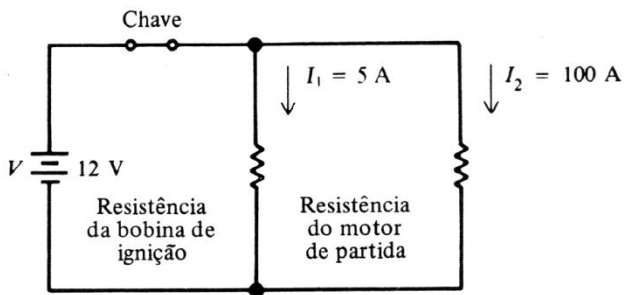 Chave
I₁ = 5 A
I₂ = 100 A
V
12 V
Resistência
da bobina de
ignição
Resistência
do motor
de partida